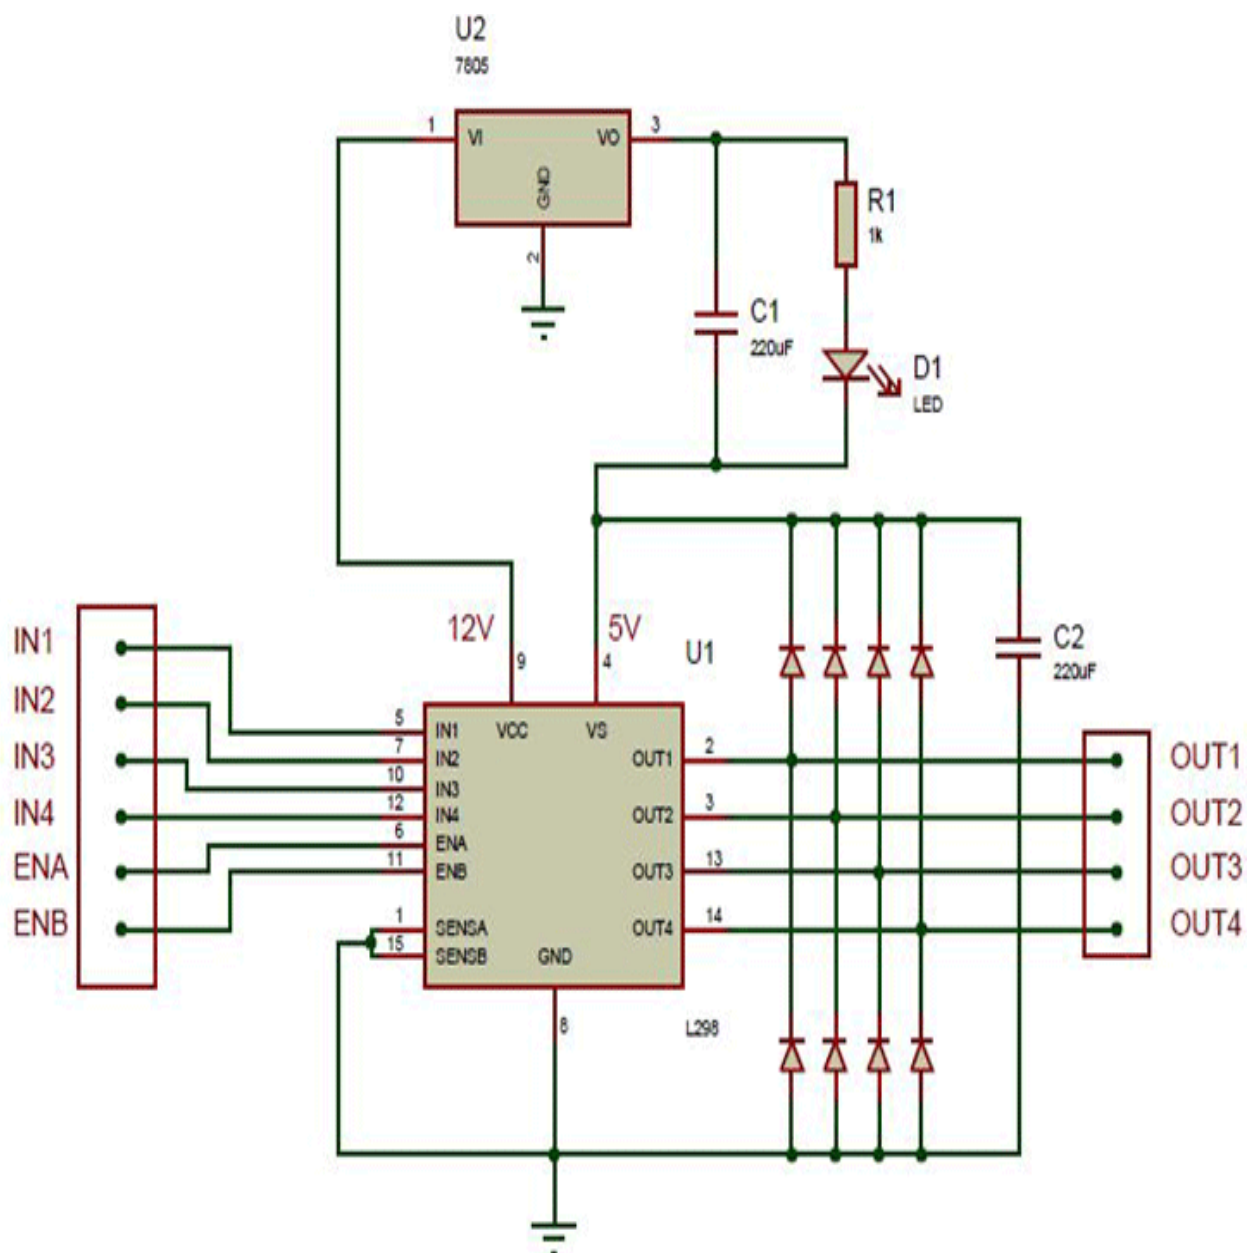 U2
7805
1
VI
VO
3
GND
2
R1
1k
C1
220uF
D1
LED
12V
5V
9
4
U1
C2
220uF
IN1
IN2
IN3
IN4
ENA
ENB
5
7
10
12
6
11
1
15
IN1
IN2
IN3
IN4
ENA
ENB
SENSA
SENSB
VCC
VS
GND
OUT1
OUT2
OUT3
OUT4
2
3
13
14
8
L298
OUT1
OUT2
OUT3
OUT4